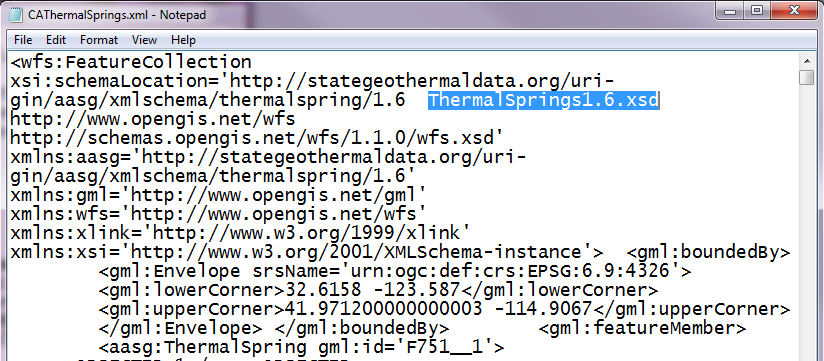 CAThermalSprings.xml - Notepad
File Edit Format View Help
<wfs:FeatureCollection
xsi:schemaLocation='http://stategeothermaldata.org/uri-
gin/aasg/xmlschema/thermalspring/1.6 ThermalSprings1.6.xsd
http://www.opengis.net/wfs
http://schemas.opengis.net/wfs/1.1.0/wfs.xsd'
xmlns:aasg='http://stategeothermaldata.org/uri-
gin/aasg/xmlschema/thermalspring/1.6'
xmlns:gml='http://www.opengis.net/gml'
xmlns:wfs='http://www.opengis.net/wfs'
xmlns:xlink='http://www.w3.org/1999/xlink'
xmlns:xsi='http://www.w3.org/2001/XMLSchema-instance'> <gml:boundedBy>
<gml:Envelope srsName='urn:ogc:def:crs:EPSG:6.9:4326'>
<gml:lowerCorner>32.6158 -123.587</gml:lowerCorner>
<gml:upperCorner>41.971200000000003 -114.9067</gml:upperCorner>
</gml:Envelope> </gml:boundedBy> <gml:featureMember>
<aasg:ThermalSpring gml:id='F751__1'>